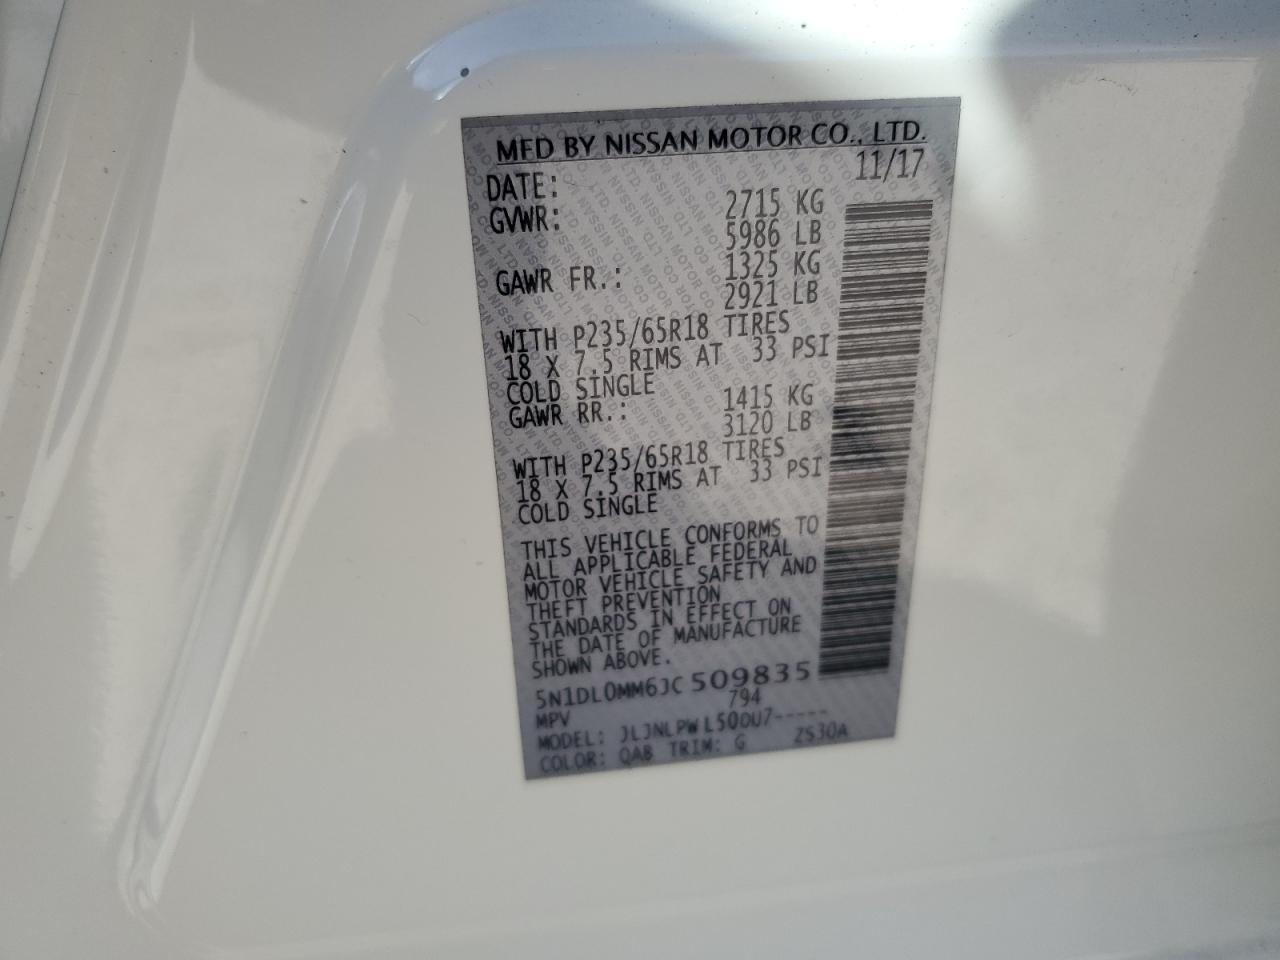 MFD BY NISSAN MOTOR CO., LTD.
DATE: 11/17
GVWR: 2715 KG
5986 LB
GAWR FR.: 1325 KG
2921 LB
WITH P235/65R18 TIRES
18 X 7.5 RIMS AT 33 PSI
COLD SINGLE
GAWR RR.: 1415 KG
3120 LB
WITH P235/65R18 TIRES
18 X 7.5 RIMS AT 33 PSI
COLD SINGLE
THIS VEHICLE CONFORMS TO
ALL APPLICABLE FEDERAL
MOTOR VEHICLE SAFETY AND
THEFT PREVENTION
STANDARDS IN EFFECT ON
THE DATE OF MANUFACTURE
SHOWN ABOVE.
5N1DL0MM6JC509835
MPV 794
MODEL: JLJNLPWL500U7-----
COLOR: QAB TRIM: G ZS30A